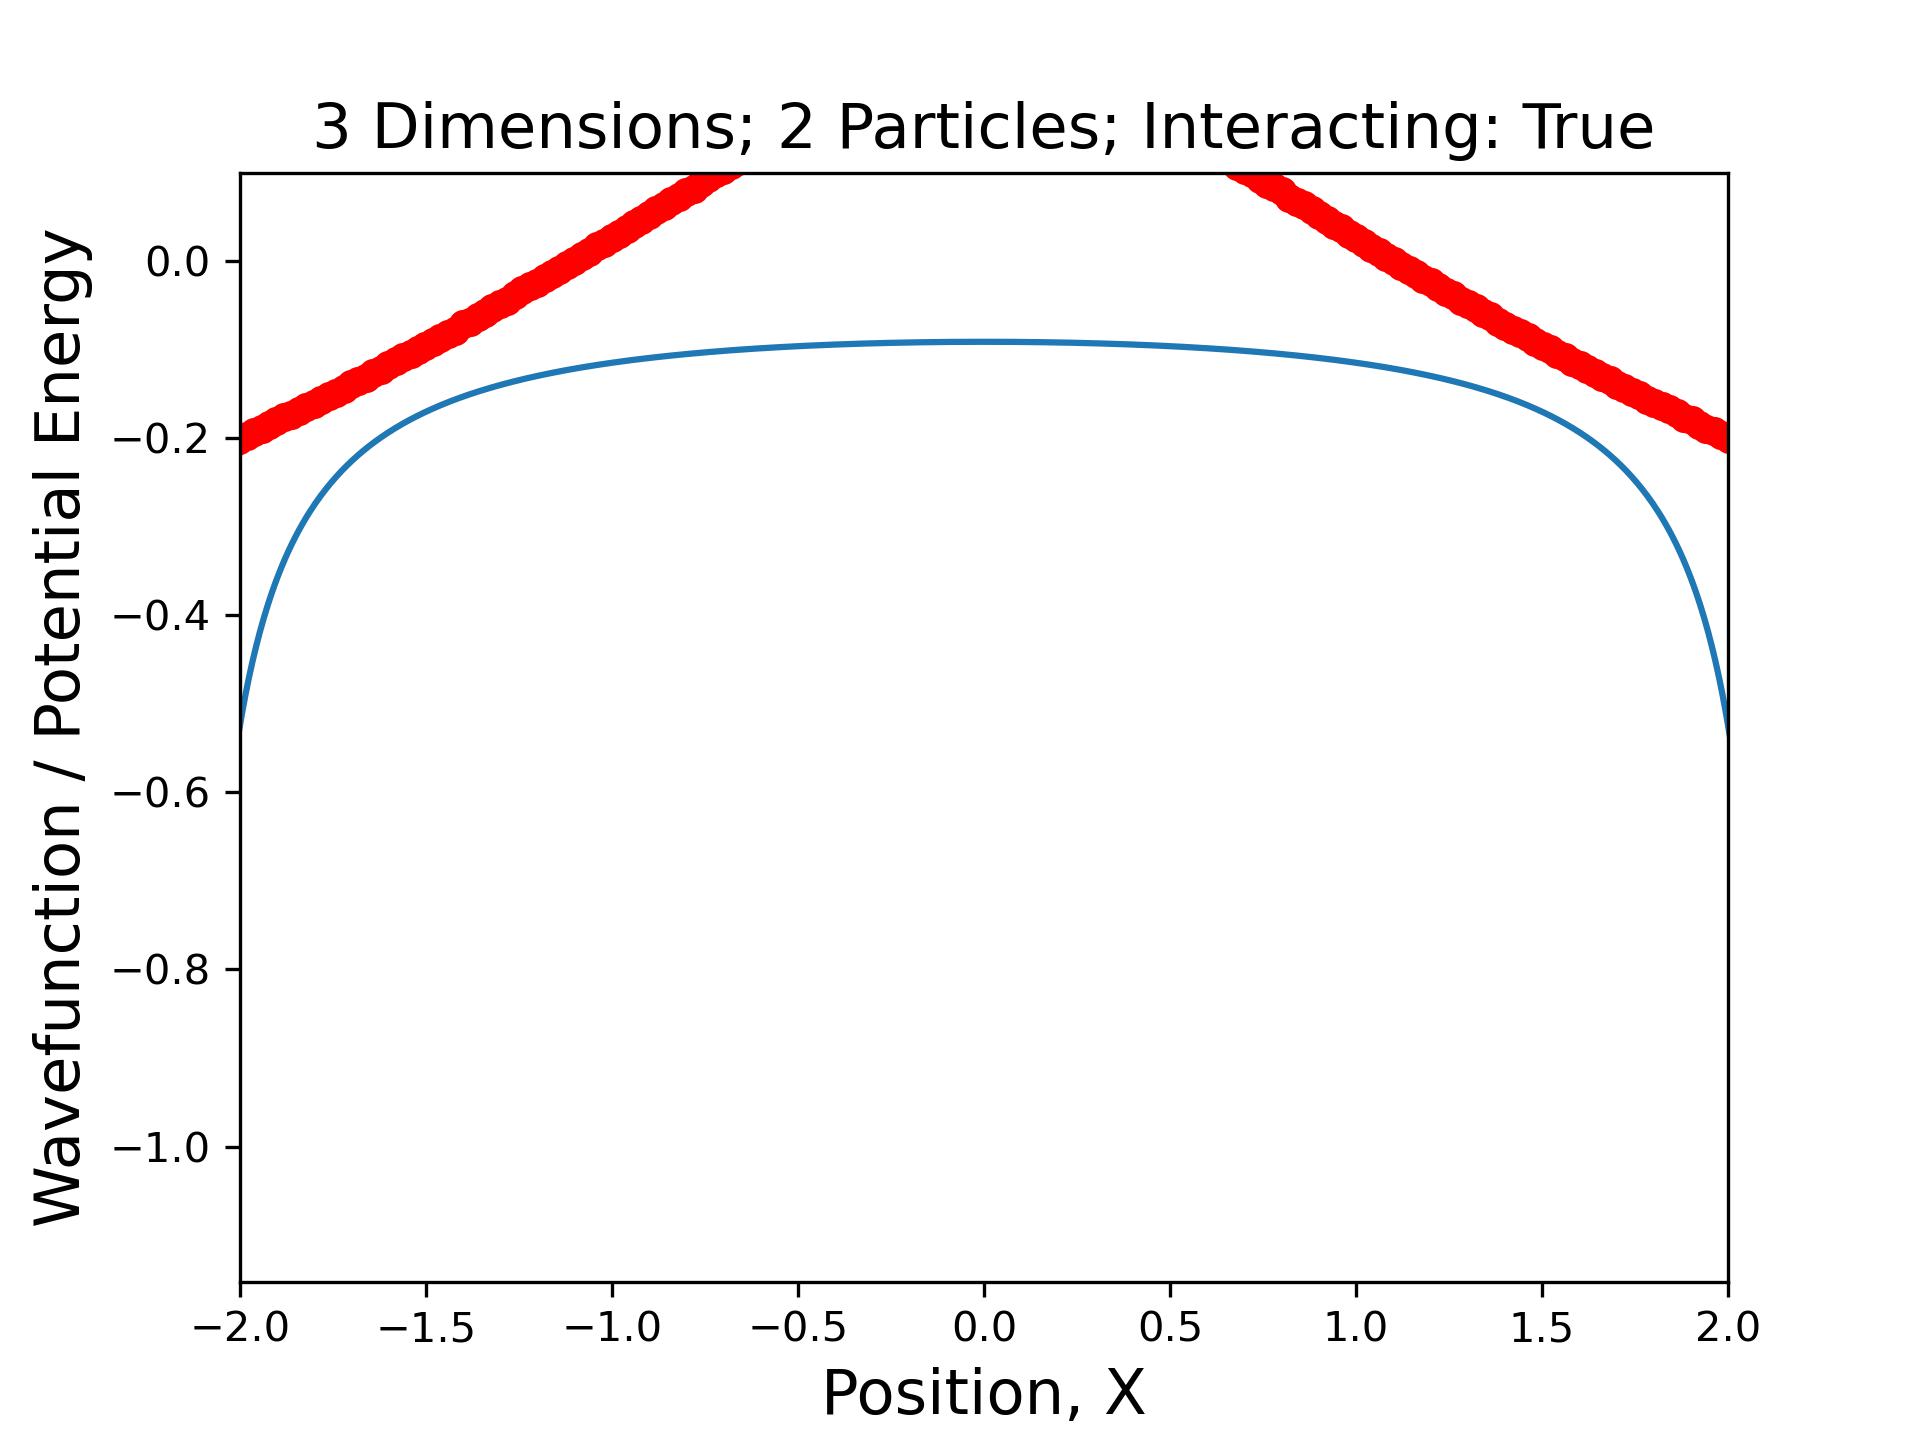 3 Dimensions; 2 Particles; Interacting: True
Wavefunction / Potential Energy
0.0
−0.2
−0.4
−0.6
−0.8
−1.0
−2.0 −1.5 −1.0 −0.5 0.0 0.5 1.0 1.5 2.0
Position, X